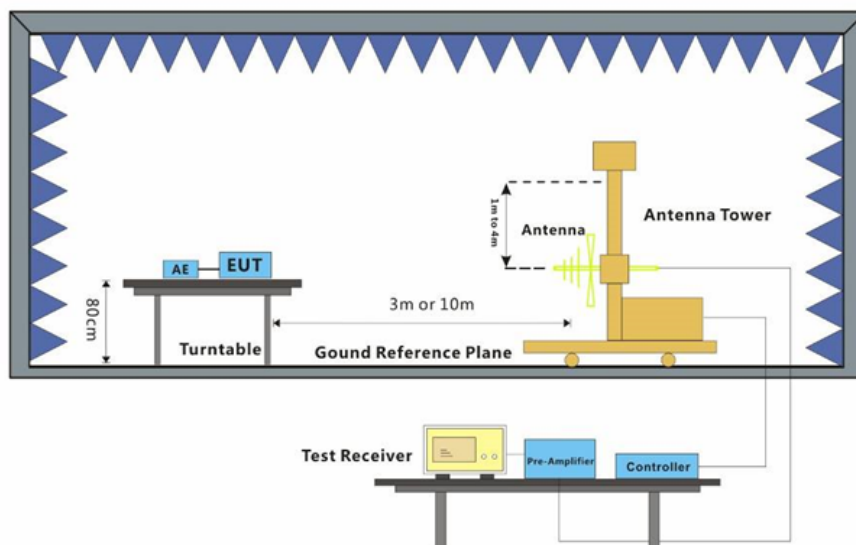 1m to 4m
Antenna
Antenna Tower
AE
EUT
80cm
3m or 10m
Turntable
Gound Reference Plane
Test Receiver
Pre-Amplifier
Controller